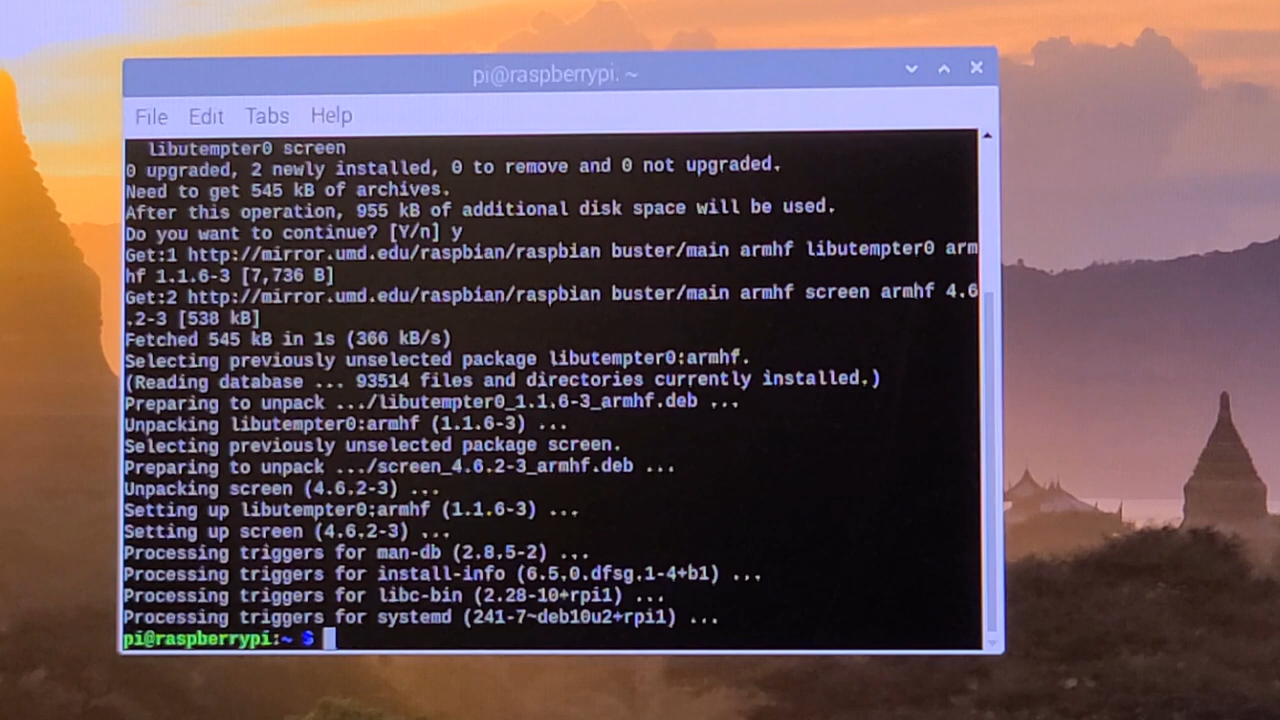 pi@raspberrypi: ~
File Edit Tabs Help
libutempter0 screen
0 upgraded, 2 newly installed, 0 to remove and 0 not upgraded.
Need to get 545 kB of archives.
After this operation, 955 kB of additional disk space will be used.
Do you want to continue? [Y/n] y
Get:1 http://mirror.umd.edu/raspbian/raspbian buster/main armhf libutempter0 arm
hf 1.1.6-3 [7,736 B]
Get:2 http://mirror.umd.edu/raspbian/raspbian buster/main armhf screen armhf 4.6
.2-3 [538 kB]
Fetched 545 kB in 1s (366 kB/s)
Selecting previously unselected package libutempter0:armhf.
(Reading database ... 93514 files and directories currently installed.)
Preparing to unpack .../libutempter0_1.1.6-3_armhf.deb ...
Unpacking libutempter0:armhf (1.1.6-3) ...
Selecting previously unselected package screen.
Preparing to unpack .../screen_4.6.2-3_armhf.deb ...
Unpacking screen (4.6.2-3) ...
Setting up libutempter0:armhf (1.1.6-3) ...
Setting up screen (4.6.2-3) ...
Processing triggers for man-db (2.8.5-2) ...
Processing triggers for install-info (6.5.0.dfsg.1-4+b1) ...
Processing triggers for libc-bin (2.28-10+rpi1) ...
Processing triggers for systemd (241-7~deb10u2+rpi1) ...
pi@raspberrypi:~ $